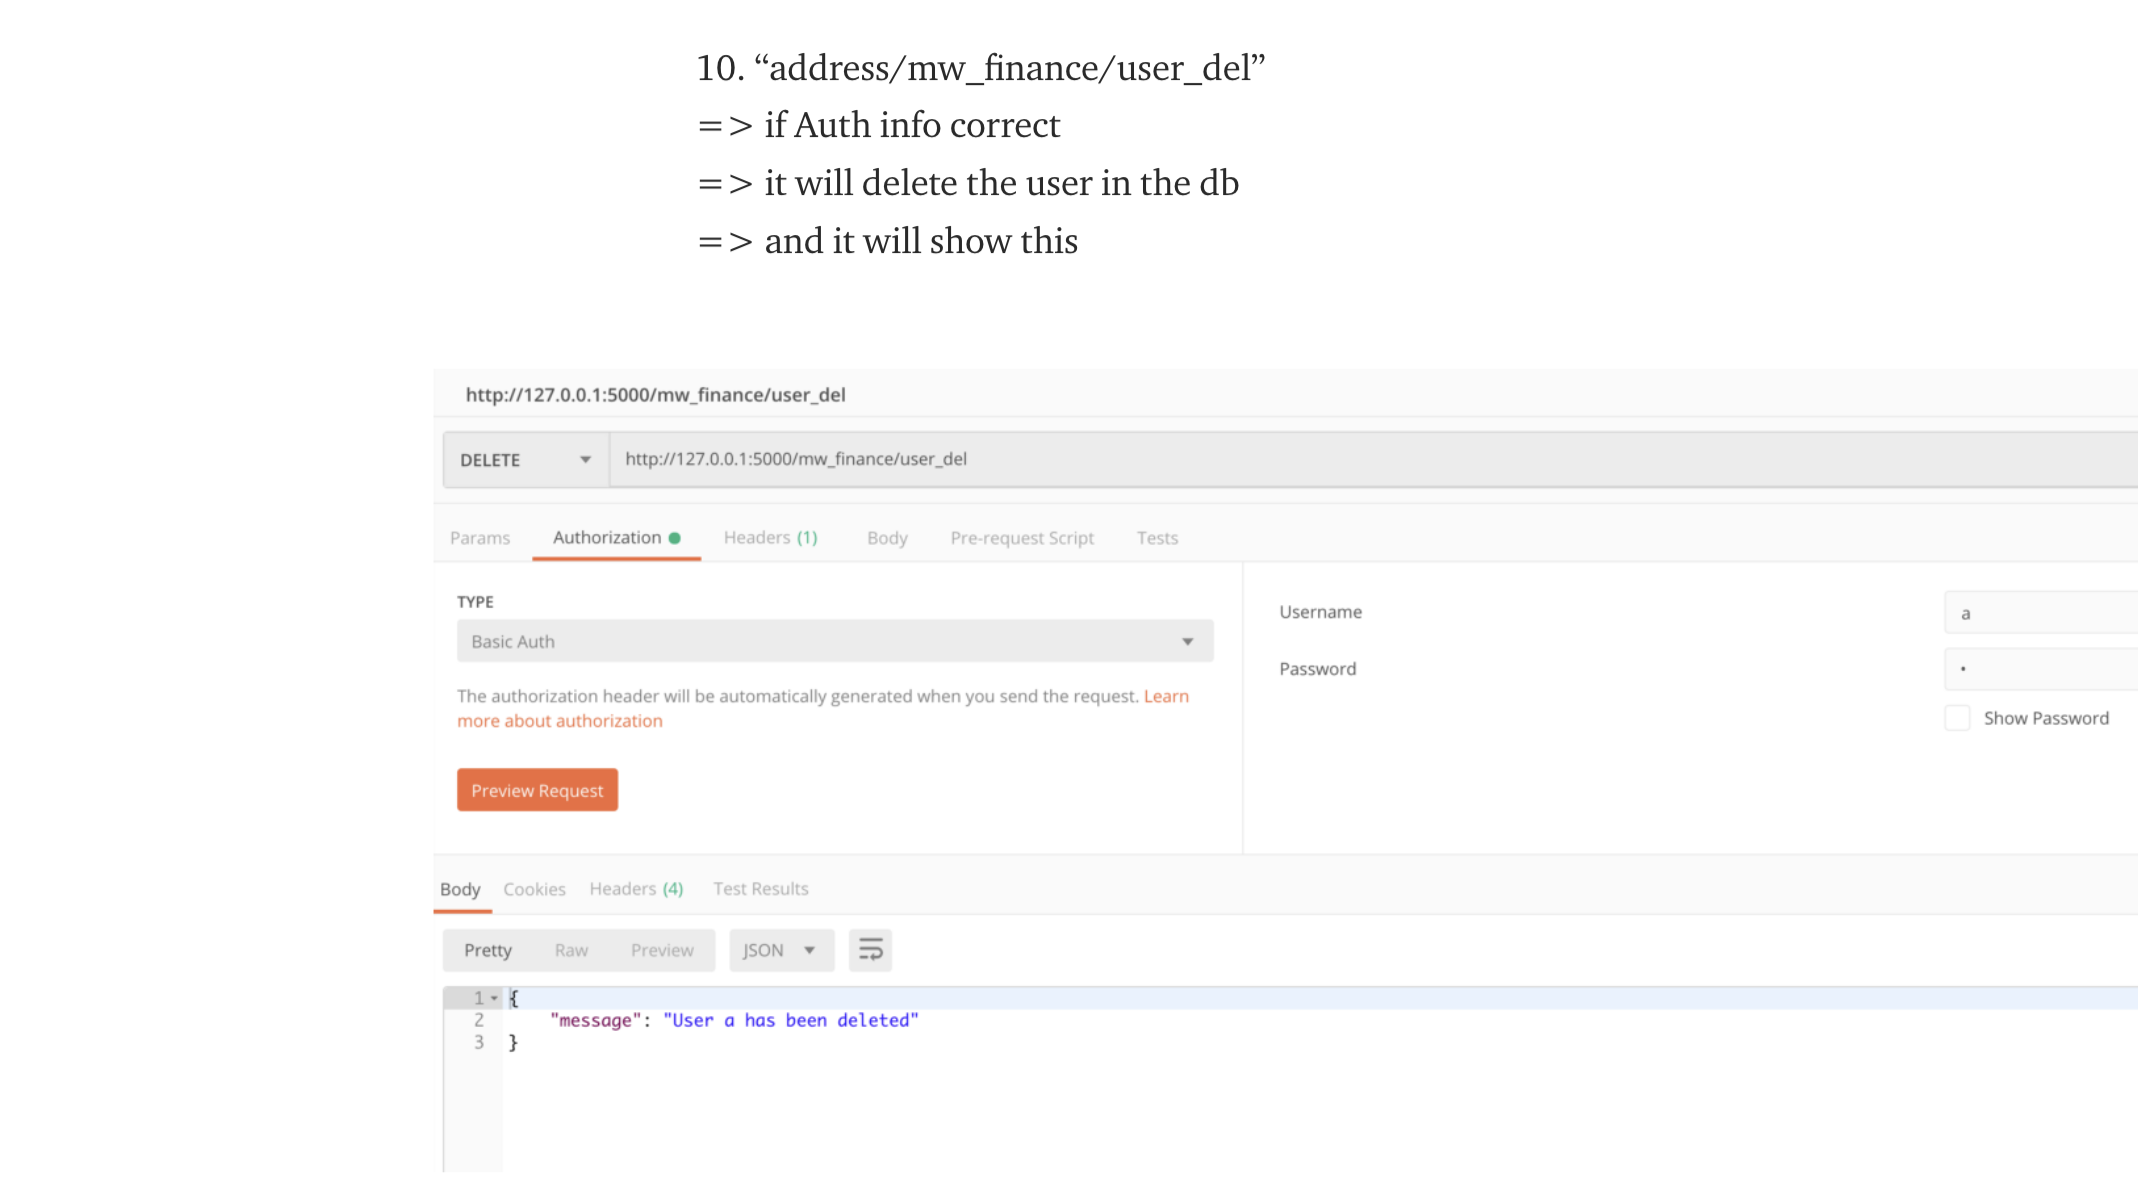 10. “address/mw_finance/user_del”
=> if Auth info correct
=> it will delete the user in the db
=> and it will show this
http://127.0.0.1:5000/mw_finance/user_del
DELETE http://127.0.0.1:5000/mw_finance/user_del
Params Authorization Headers (1) Body Pre-request Script Tests
TYPE
Basic Auth
The authorization header will be automatically generated when you send the request. Learn
more about authorization
Preview Request
Username a
Password •
Show Password
Body Cookies Headers (4) Test Results
Pretty Raw Preview JSON
1 {
2 "message": "User a has been deleted"
3 }